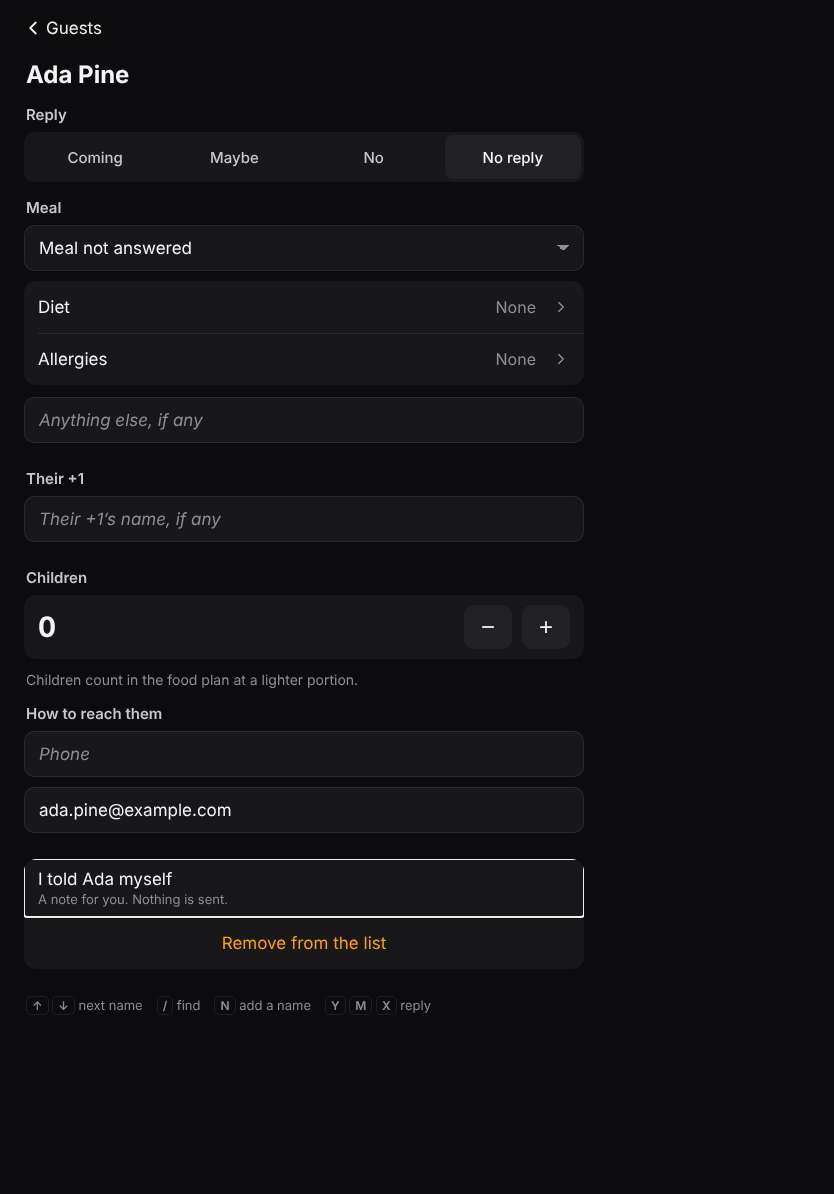 Guests
Ada Pine
Reply
Coming Maybe No No reply
Meal
Meal not answered
Diet None
Allergies None
Anything else, if any
Their +1
Their +1's name, if any
Children
0 − +
Children count in the food plan at a lighter portion.
How to reach them
Phone
ada.pine@example.com
I told Ada myself
A note for you. Nothing is sent.
Remove from the list
↑ ↓ next name / find N add a name Y M X reply